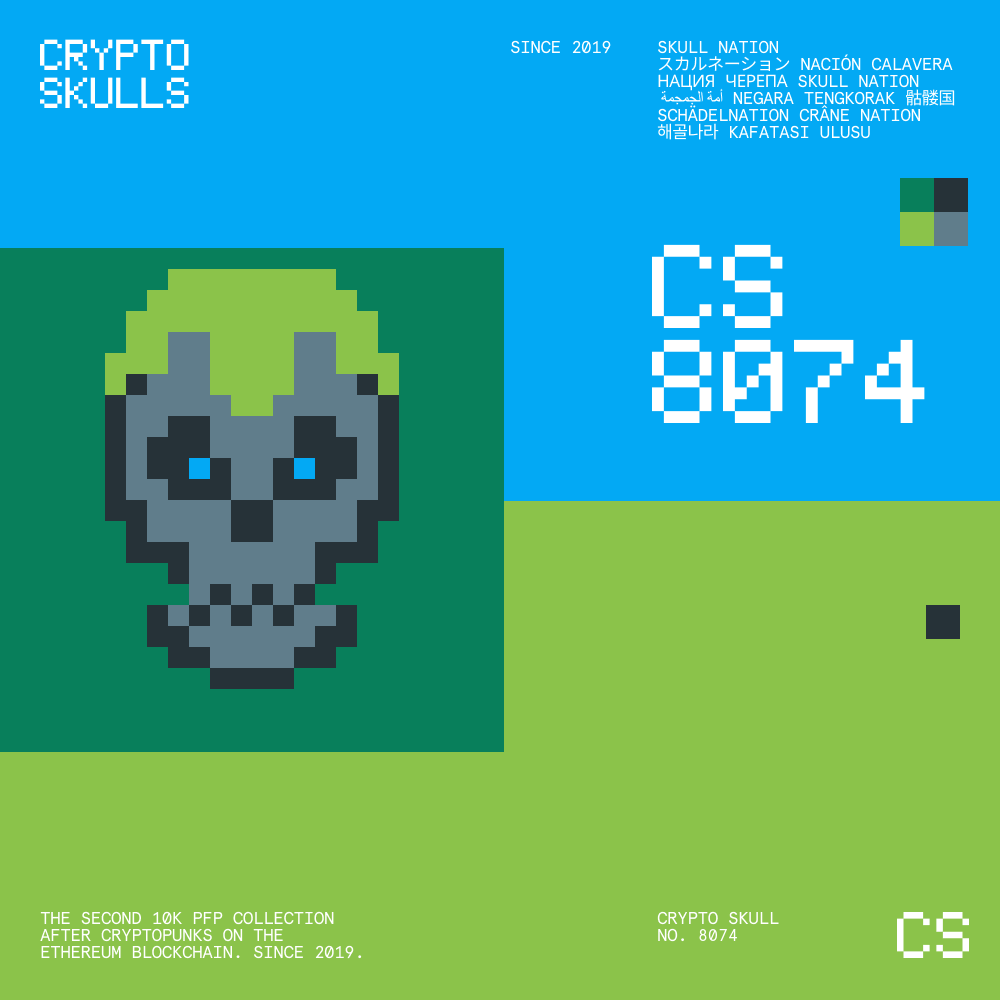 CRYPTO
SKULLS
SINCE 2019
SKULL NATION
スカルネーション NACIÓN CALAVERA
НАЦИЯ ЧЕРЕПА SKULL NATION
أمة الجمجمة NEGARA TENGKORAK 骷髅国
SCHÄDELNATION CRÂNE NATION
해골나라 KAFATASI ULUSU
CS
8074
THE SECOND 10K PFP COLLECTION
AFTER CRYPTOPUNKS ON THE
ETHEREUM BLOCKCHAIN. SINCE 2019.
CRYPTO SKULL
NO. 8074
CS